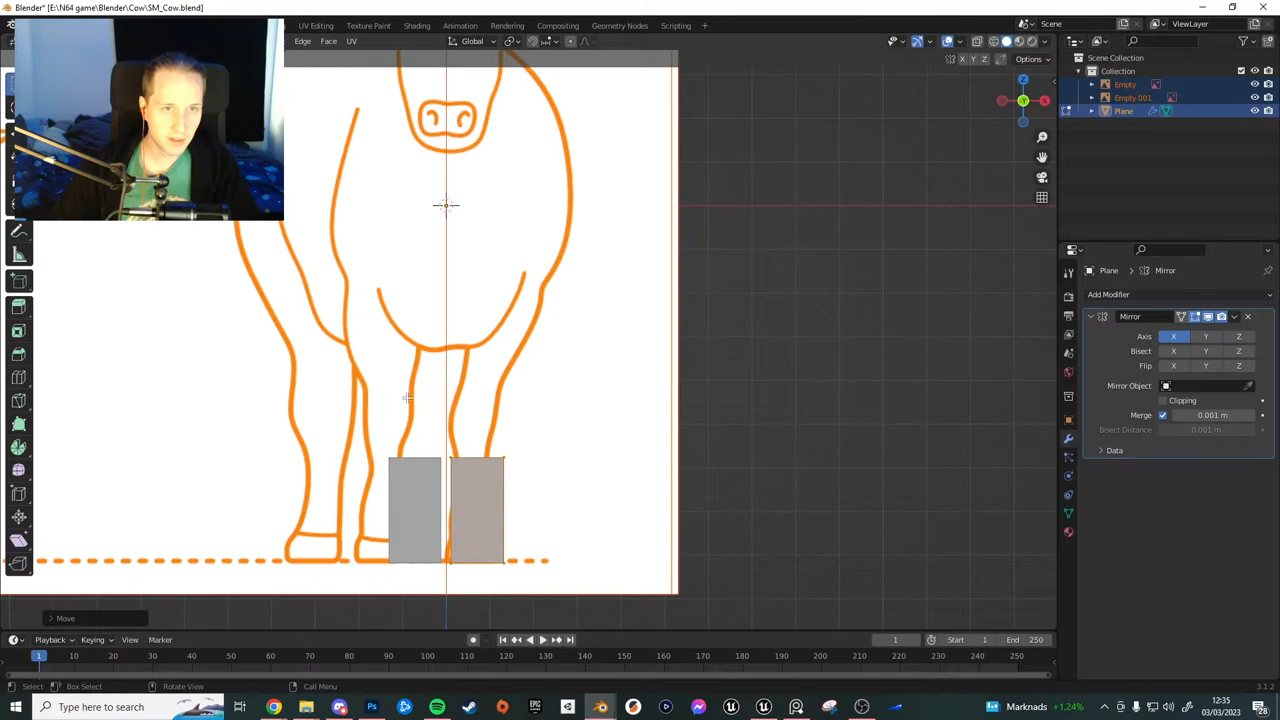 Blender* [E:\N64 game\Blender\Cow\SM_Cow.blend]
UV Editing
Texture Paint
Shading
Animation
Rendering
Compositing
Geometry Nodes
Scripting
+
Scene
ViewLayer
Edge
Face
UV
Global
X
Y
Z
Options
Scene Collection
Collection
Empty
Empty.001
Plane
Plane
Mirror
Add Modifier
Mirror
Axis
X
Y
Z
Bisect
X
Y
Z
Flip
X
Y
Z
Mirror Object
Clipping
Merge
0.001 m
Bisect Distance
0.001 m
Data
Move
Playback
Keying
View
Marker
1
Start
1
End
250
1
10
20
30
40
50
60
70
80
90
100
110
120
130
140
150
160
170
180
190
200
210
220
230
240
250
Select
Box Select
Rotate View
Call Menu
3.1.2
Type here to search
Marknads
+1,24%
12:35
03/03/2023